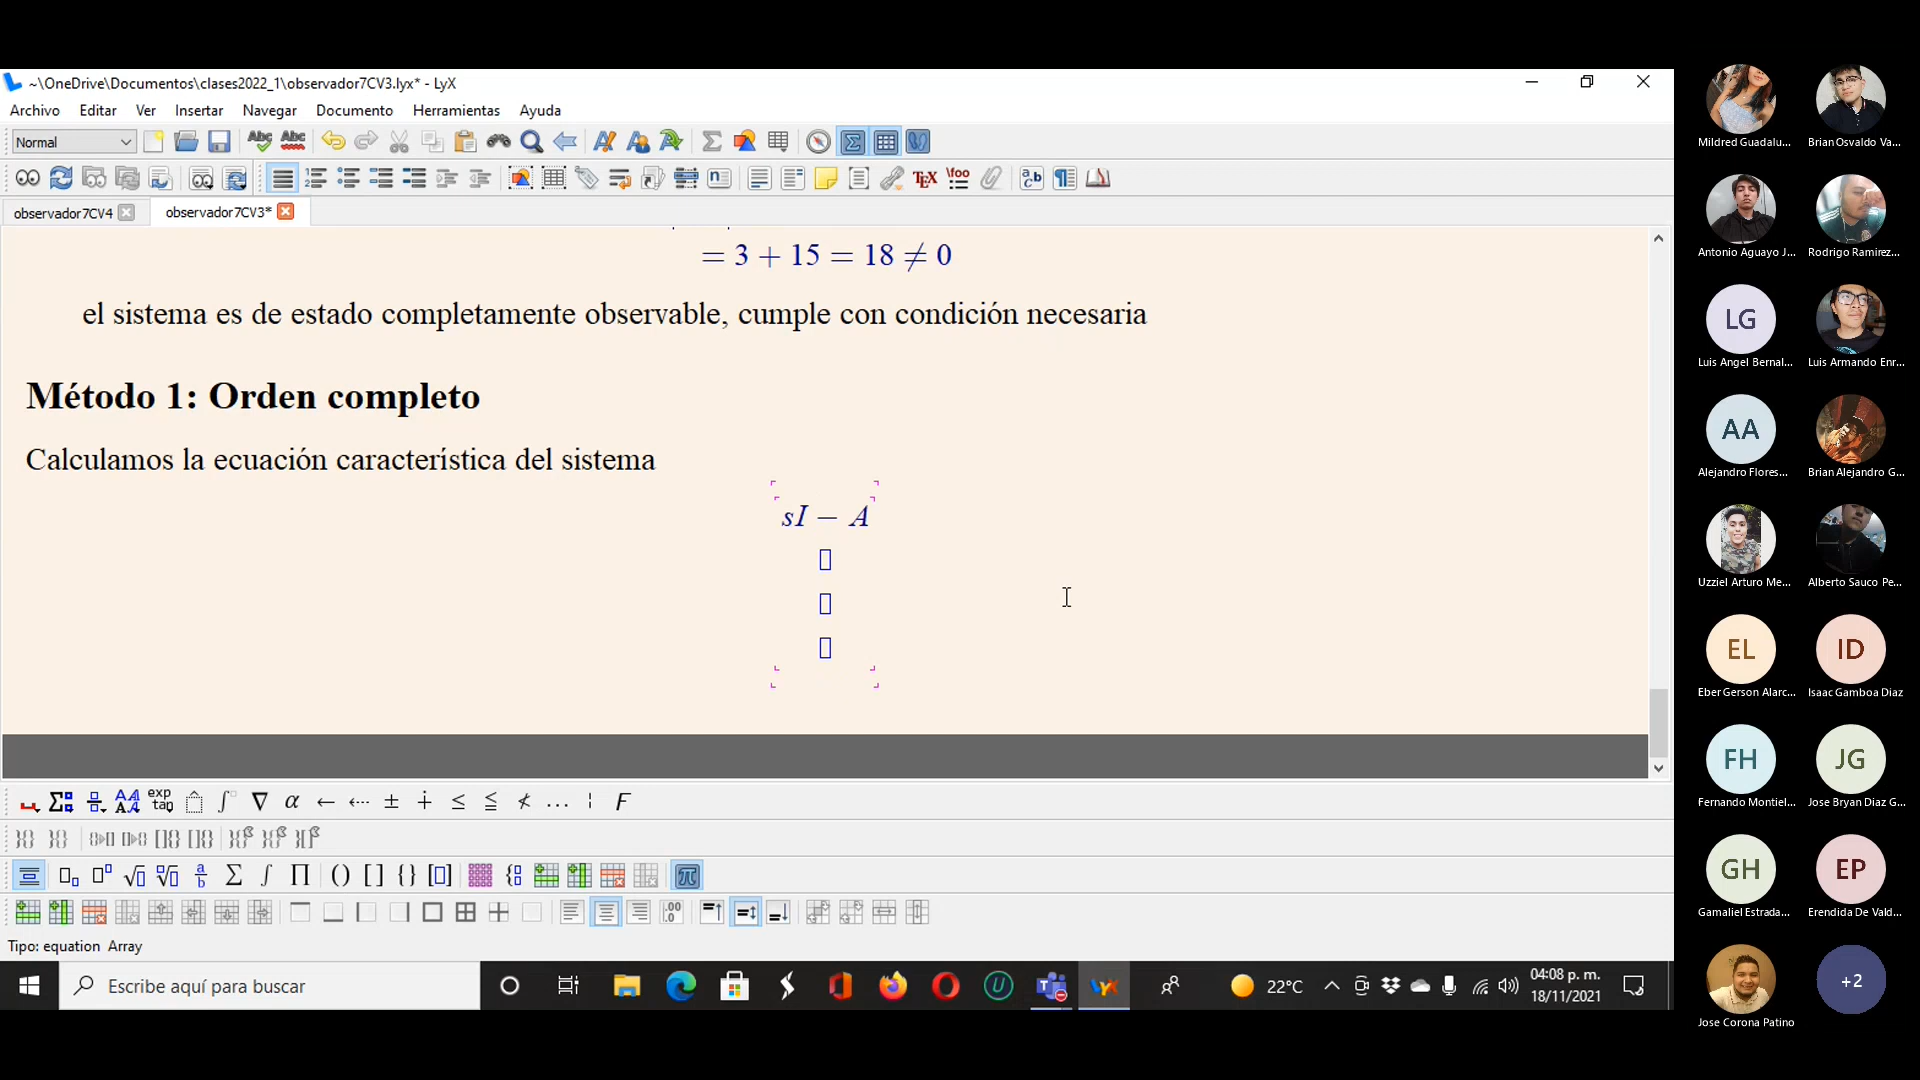 ~\OneDrive\Documentos\clases2022_1\observador7CV3.lyx* - LyX
Archivo Editar Ver Insertar Navegar Documento Herramientas Ayuda
Normal
observador7CV4 observador7CV3*
= 3 + 15 = 18 ≠ 0
el sistema es de estado completamente observable, cumple con condición necesaria
Método 1: Orden completo
Calculamos la ecuación característica del sistema
sI − A
Tipo: equation Array
Escribe aquí para buscar
22°C
04:08 p. m.
18/11/2021
Mildred Guadalu... Brian Osvaldo Va...
Antonio Aguayo J... Rodrigo Ramirez...
LG
Luis Angel Bernal... Luis Armando Enr...
AA
Alejandro Flores... Brian Alejandro G...
Uzziel Arturo Me... Alberto Sauco Pe...
EL ID
Eber Gerson Alarc... Isaac Gamboa Diaz
FH JG
Fernando Montiel... Jose Bryan Diaz G...
GH EP
Gamaliel Estrada... Erendida De Vald...
+2
Jose Corona Patino